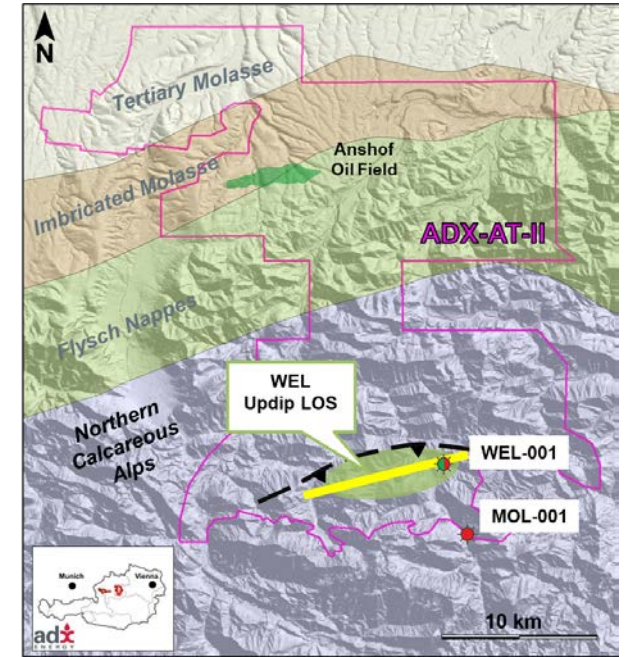 N
Tertiary Molasse
Imbricated Molasse
Anshof
Oil Field
ADX-AT-II
Flysch Nappes
WEL
Updip LOS
Northern
Calcareous
Alps
WEL-001
MOL-001
Munich
Vienna
adx
ENERGY
10 km